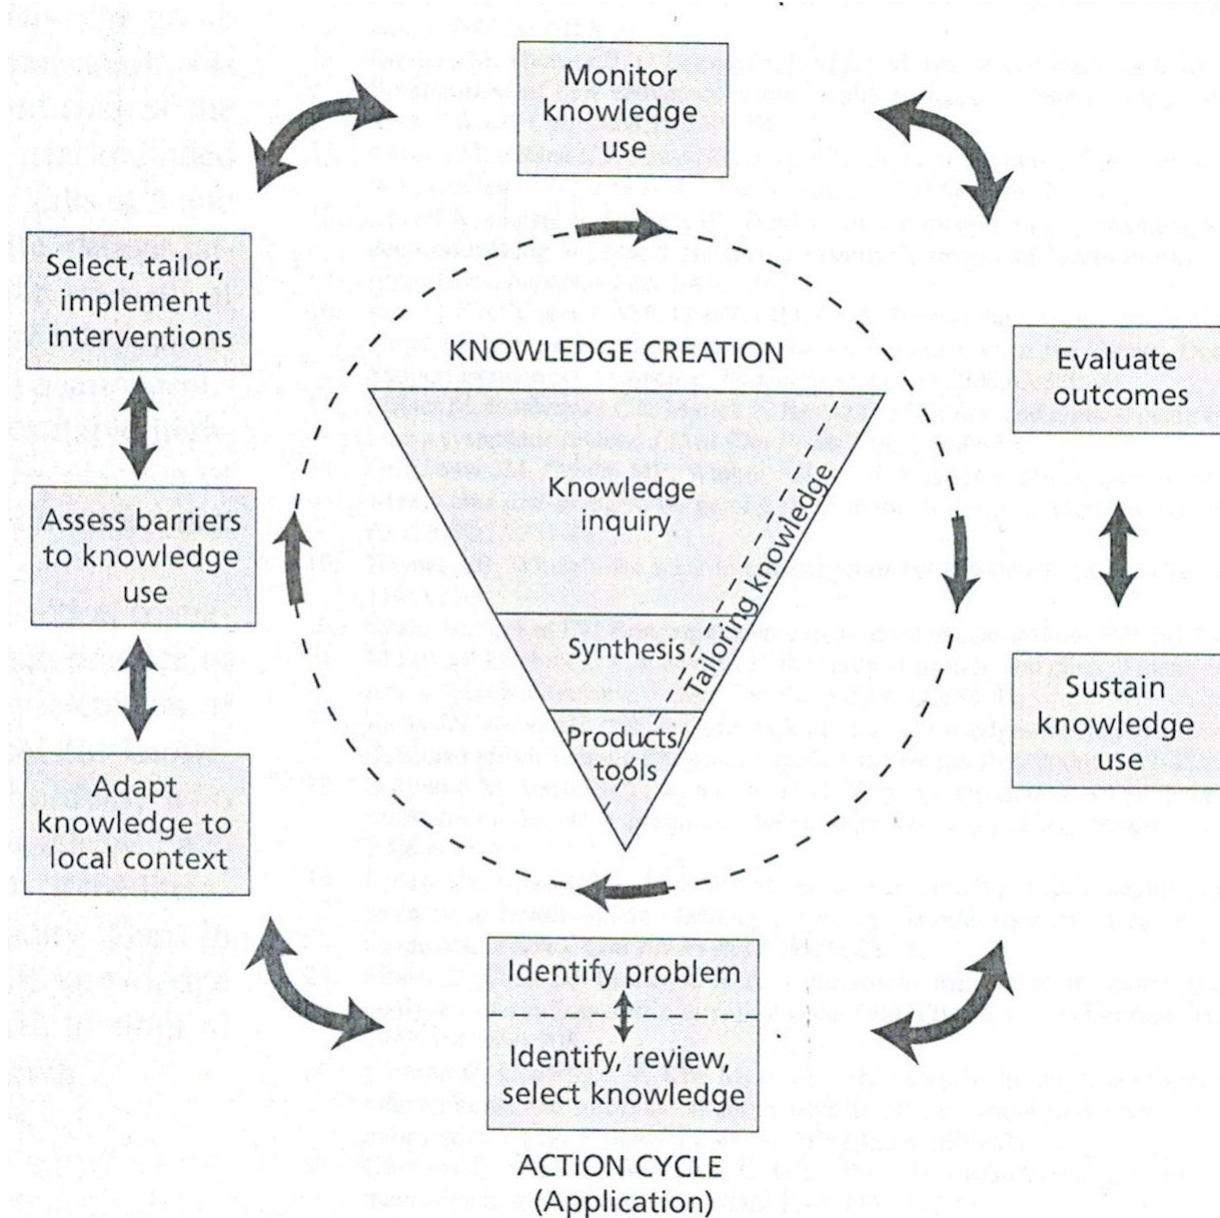 Monitor
knowledge
use
Select, tailor,
implement
interventions
Evaluate
outcomes
KNOWLEDGE CREATION
Knowledge
inquiry
Tailoring knowledge
Assess barriers
to knowledge
use
Synthesis
Sustain
knowledge
use
Products/
tools
Adapt
knowledge to
local context
Identify problem
Identify, review,
select knowledge
ACTION CYCLE
(Application)